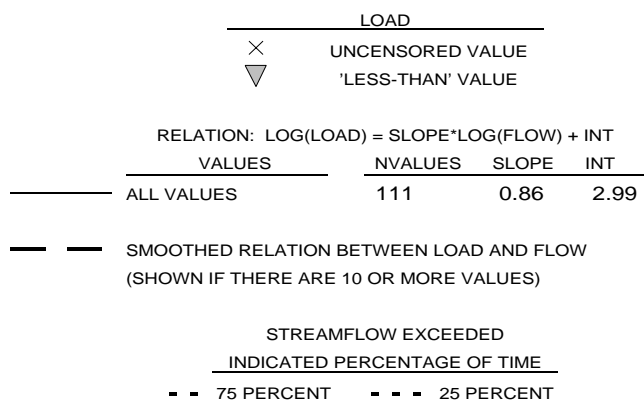 LOAD
UNCENSORED VALUE
'LESS-THAN' VALUE
RELATION: LOG(LOAD) = SLOPE*LOG(FLOW) + INT
VALUES NVALUES SLOPE INT
ALL VALUES 111 0.86 2.99
SMOOTHED RELATION BETWEEN LOAD AND FLOW
(SHOWN IF THERE ARE 10 OR MORE VALUES)
STREAMFLOW EXCEEDED
INDICATED PERCENTAGE OF TIME
75 PERCENT 25 PERCENT